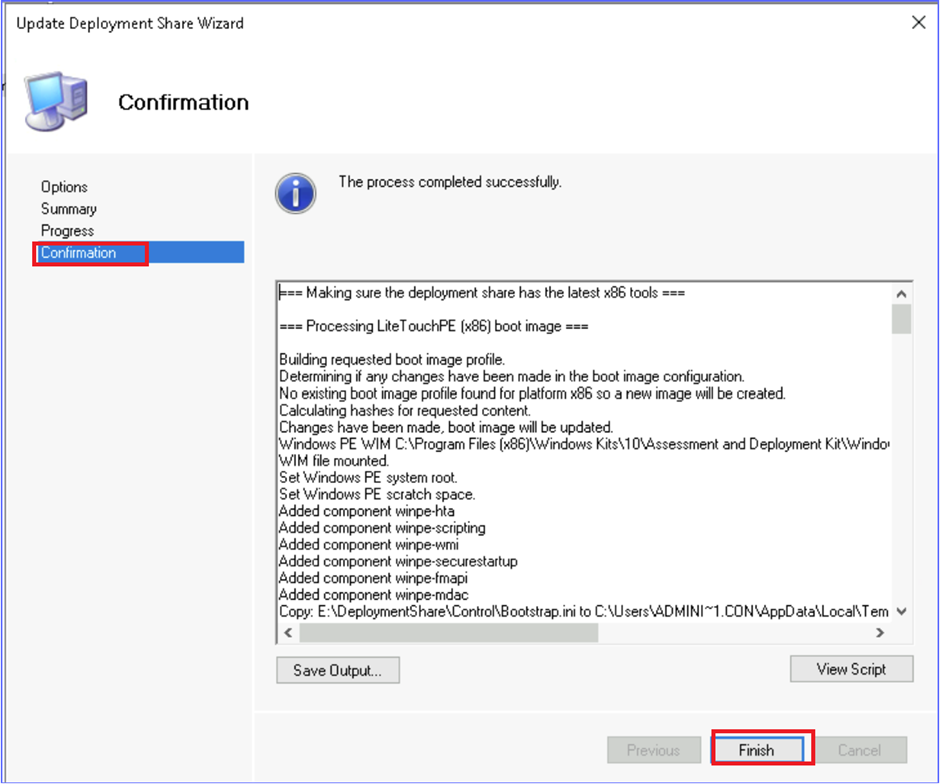 Update Deployment Share Wizard
Confirmation
Options
Summary
Progress
Confirmation
The process completed successfully.
=== Making sure the deployment share has the latest x86 tools ===
=== Processing LiteTouchPE (x86) boot image ===
Building requested boot image profile.
Determining if any changes have been made in the boot image configuration.
No existing boot image profile found for platform x86 so a new image will be created.
Calculating hashes for requested content.
Changes have been made, boot image will be updated.
Windows PE WIM C:\Program Files (x86)\Windows Kits\10\Assessment and Deployment Kit\Windo
WIM file mounted.
Set Windows PE system root.
Set Windows PE scratch space.
Added component winpe-hta
Added component winpe-scripting
Added component winpe-wmi
Added component winpe-securestartup
Added component winpe-fmapi
Added component winpe-mdac
Copy: E:\DeploymentShare\Control\Bootstrap.ini to C:\Users\ADMINI~1.CON\AppData\Local\Tem
Save Output...
View Script
Previous
Finish
Cancel